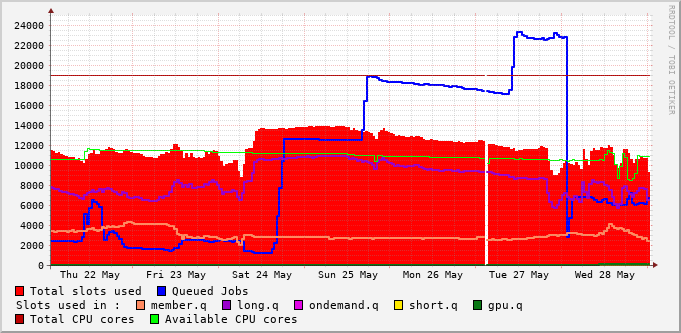 RRDTOOL / TOBI OETIKER
24000
22000
20000
18000
16000
14000
12000
10000
8000
6000
4000
2000
0
Thu 22 May Fri 23 May Sat 24 May Sun 25 May Mon 26 May Tue 27 May Wed 28 May
Total slots used Queued Jobs
Slots used in : member.q long.q ondemand.q short.q gpu.q
Total CPU cores Available CPU cores